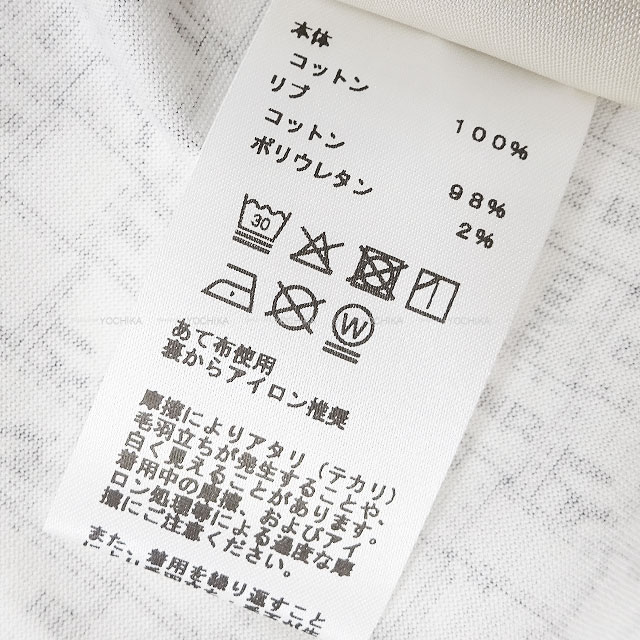 本体
コットン 100%
リブ
コットン 98%
ポリウレタン 2%
30
W
YOCHIKA YOCHIKA YOCHIKA
あて布使用
裏からアイロン推奨
摩擦によりアタリ(テカリ)
毛羽立ちが発生することや、
白く見えることがあります。
着用中の摩擦、およびアイ
ロン処理等による過度な摩
擦にご注意ください。
また、着用を繰り返すこと